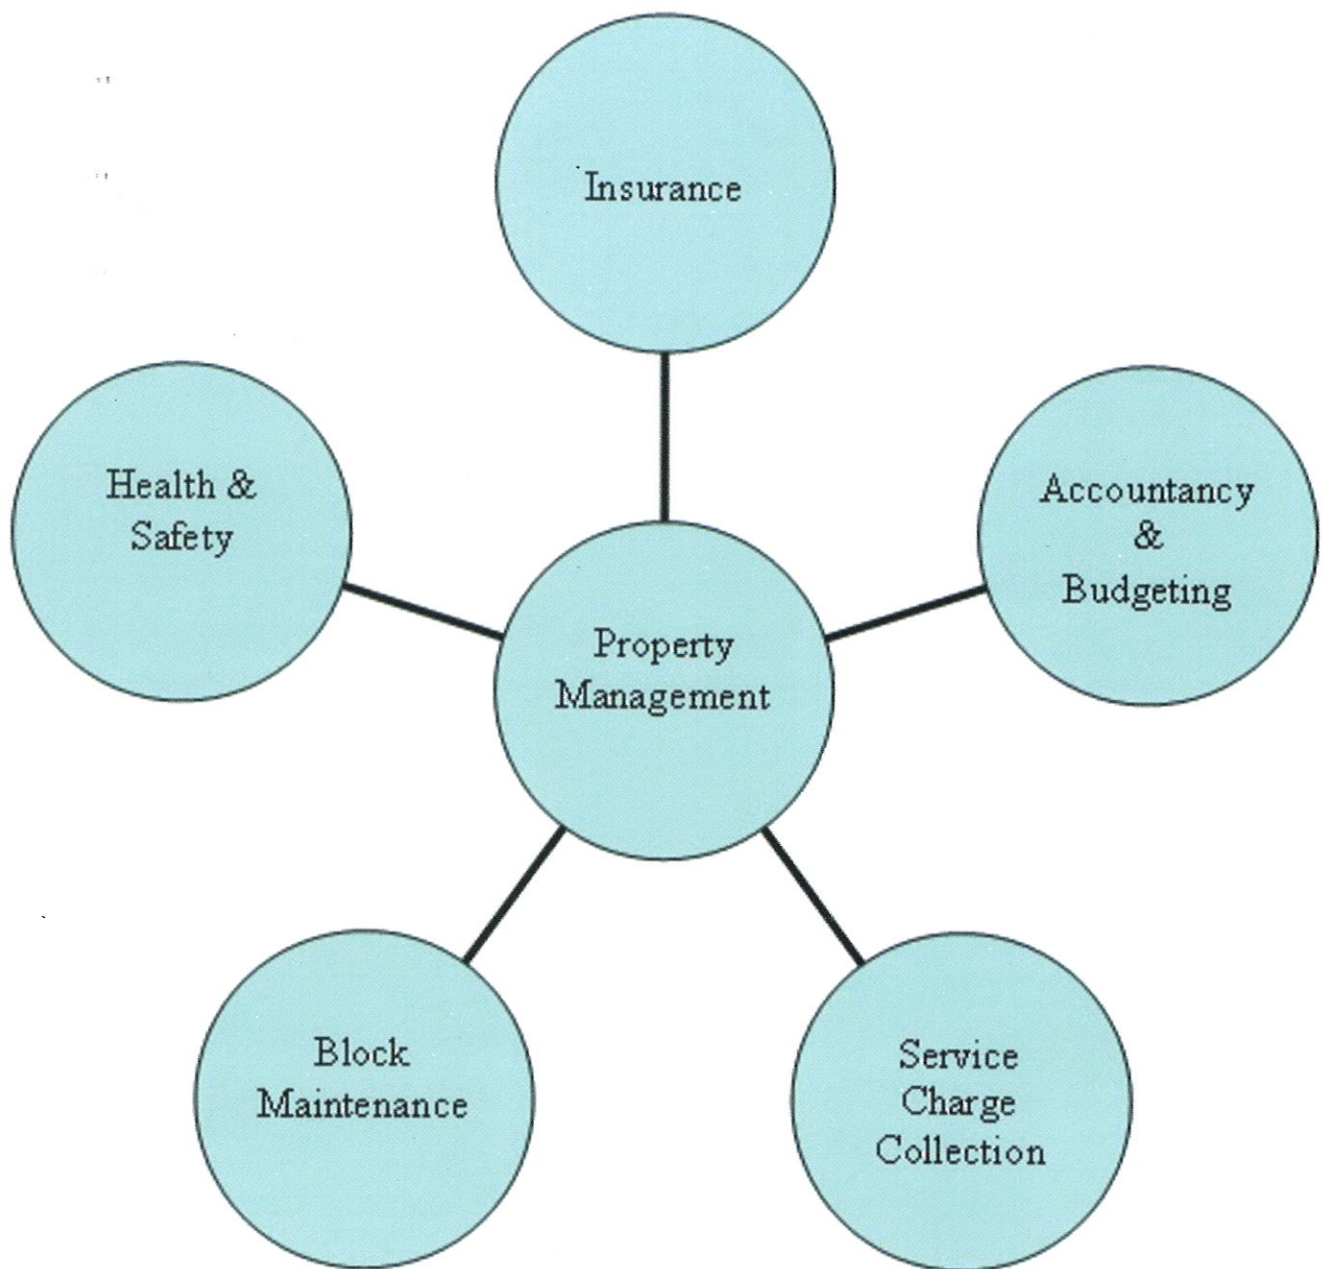 Insurance
Health &
Safety
Accountancy
&
Budgeting
Property
Management
Block
Maintenance
Service
Charge
Collection